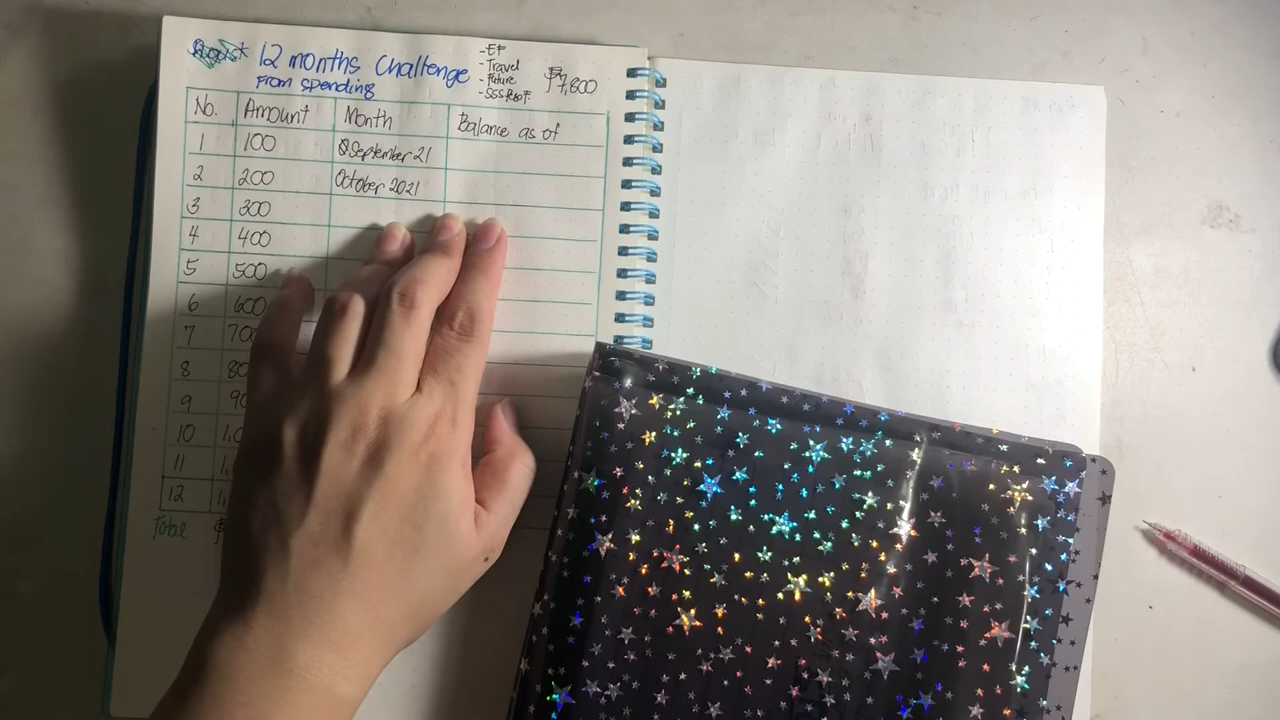 12 months Challenge
From spending
- EF
- Travel
- Future
₱7,800
No. Amount Month Balance as of
1 100 September 21
2 200 October 2021
3 300
4 400
5 500
6 600
7
8
9
10
11
12
Total